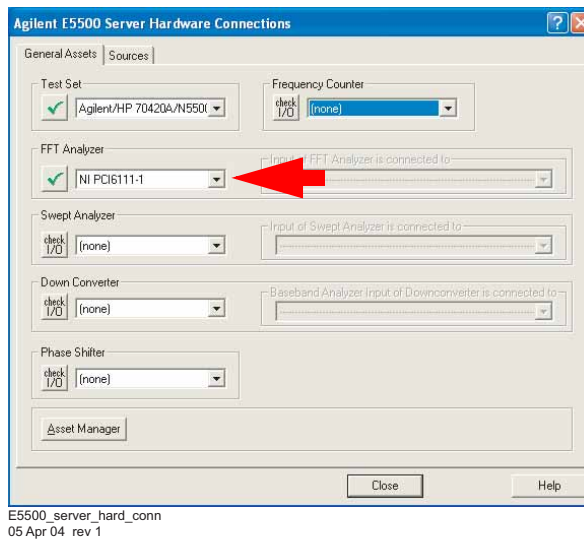 Agilent E5500 Server Hardware Connections
General Assets Sources
Test Set
Agilent/HP 70420A/N550(
Frequency Counter
check I/O (none)
FFT Analyzer
NI PCI6111-1
Input of FFT Analyzer is connected to
Swept Analyzer
check I/O (none)
Input of Swept Analyzer is connected to
Down Converter
check I/O (none)
Baseband Analyzer Input of Downconverter is connected to
Phase Shifter
check I/O (none)
Asset Manager
Close Help
E5500_server_hard_conn
05 Apr 04 rev 1